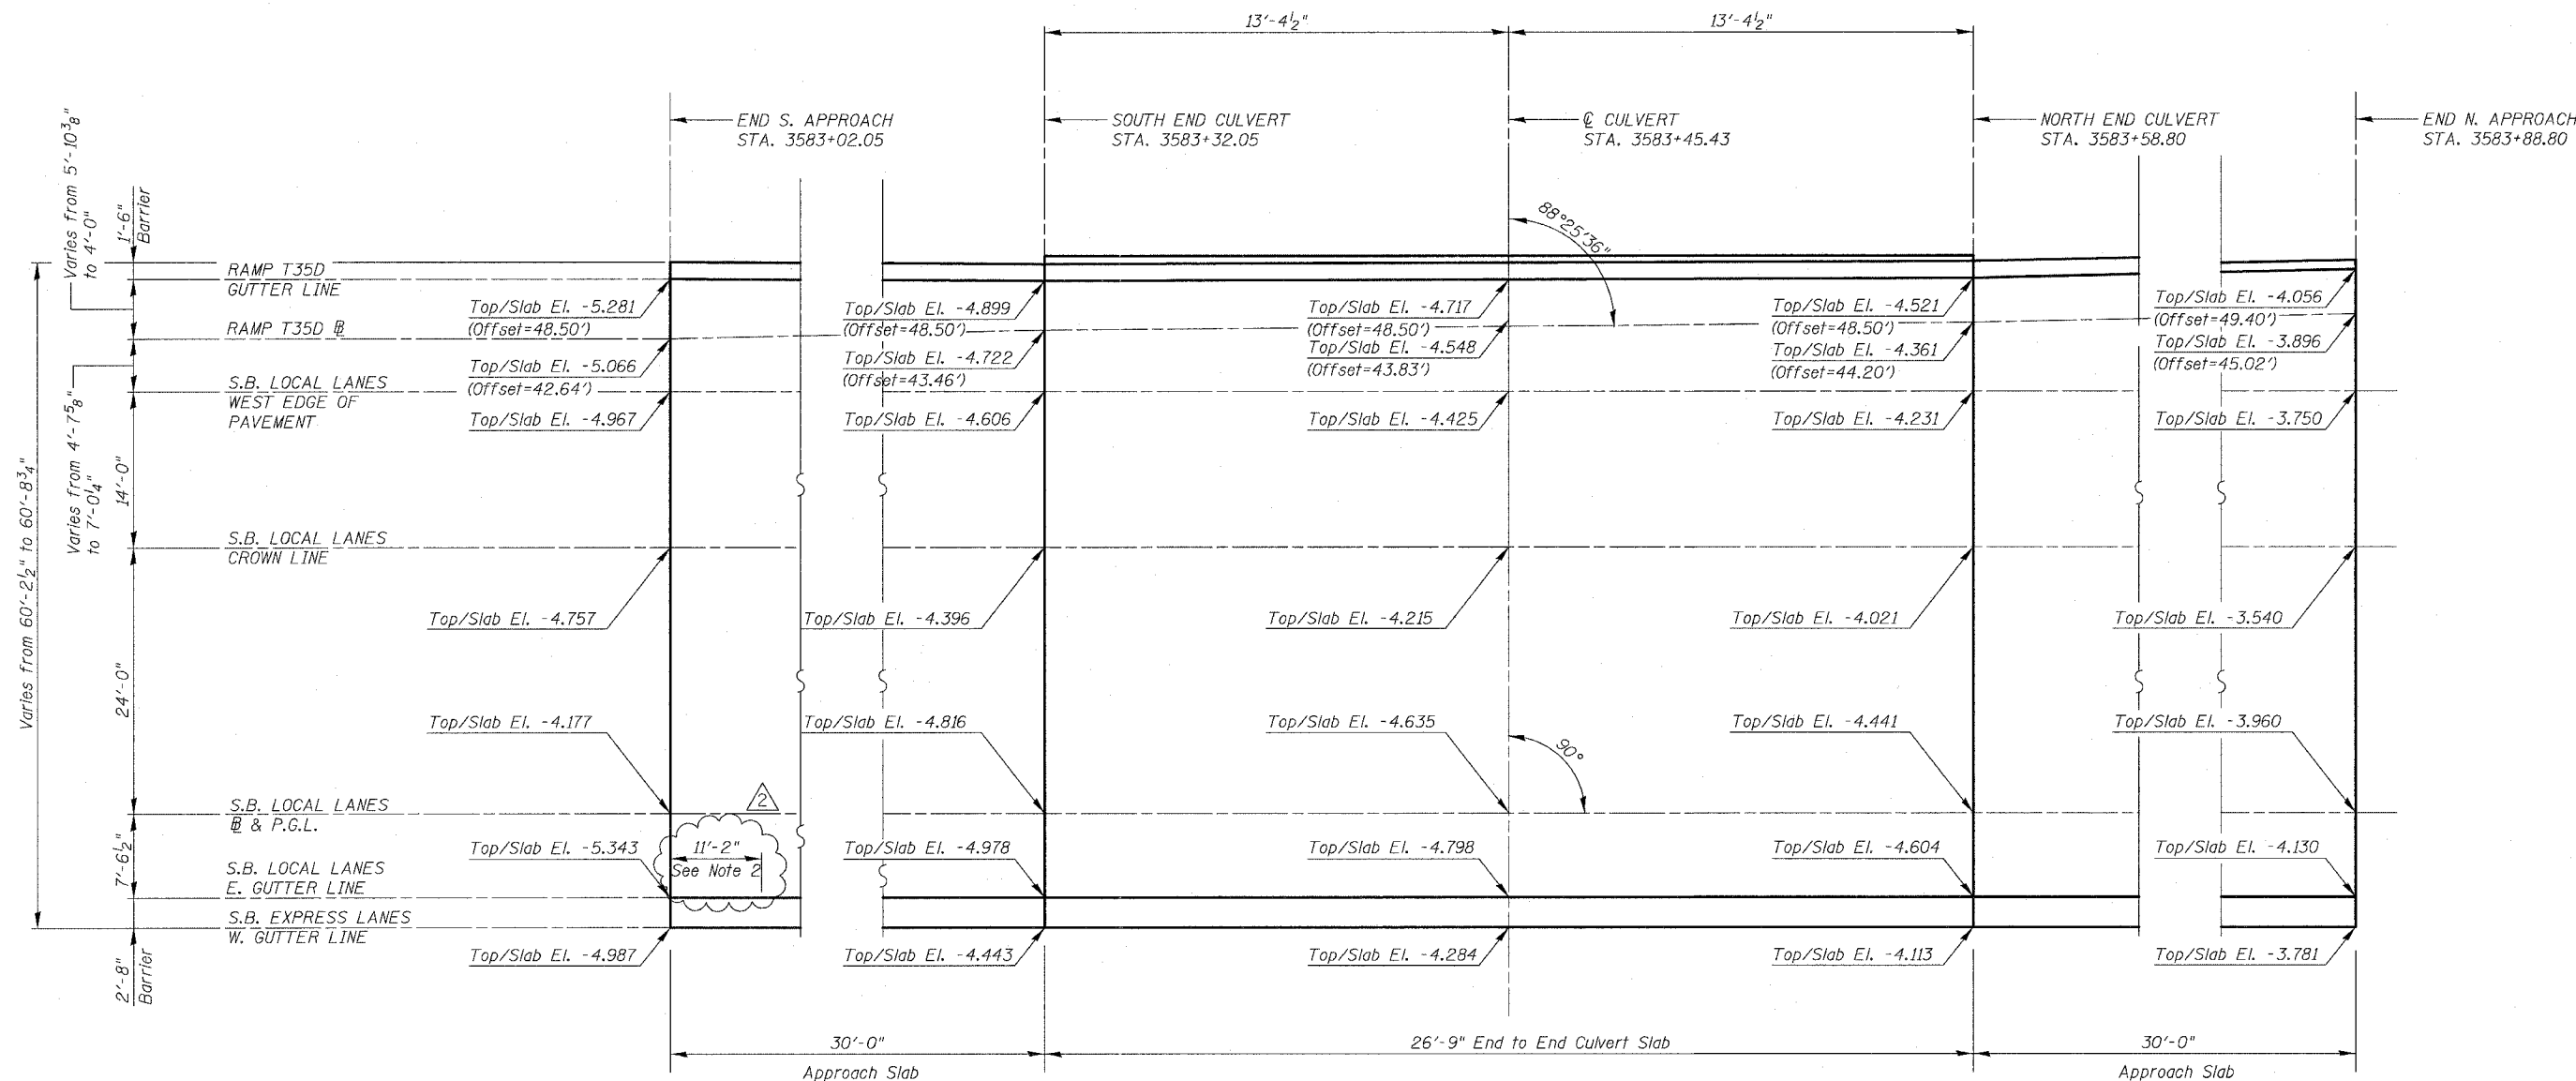 13'-4½"
13'-4½"
END S. APPROACH
STA. 3583+02.05
SOUTH END CULVERT
STA. 3583+32.05
℄ CULVERT
STA. 3583+45.43
NORTH END CULVERT
STA. 3583+58.80
END N. APPROACH
STA. 3583+88.80
Varies from 5'-10⅜"
to 4'-0"
1'-6"
Barrier
88°25'36"
RAMP T35D
GUTTER LINE
Top/Slab El. -5.281
(Offset=48.50')
Top/Slab El. -4.899
(Offset=48.50')
Top/Slab El. -4.717
(Offset=48.50')
Top/Slab El. -4.521
(Offset=48.50')
Top/Slab El. -4.056
(Offset=49.40')
RAMP T35D BL
Top/Slab El. -5.066
(Offset=42.64')
Top/Slab El. -4.722
(Offset=43.46')
Top/Slab El. -4.548
(Offset=43.83')
Top/Slab El. -4.361
(Offset=44.20')
Top/Slab El. -3.896
(Offset=45.02')
S.B. LOCAL LANES
WEST EDGE OF
PAVEMENT
Top/Slab El. -4.967
Top/Slab El. -4.606
Top/Slab El. -4.425
Top/Slab El. -4.231
Top/Slab El. -3.750
Varies from 60'-2½" to 60'-8¾"
Varies from 4'-7⅝"
to 7'-0¼"
14'-0"
S.B. LOCAL LANES
CROWN LINE
Top/Slab El. -4.757
Top/Slab El. -4.396
Top/Slab El. -4.215
Top/Slab El. -4.021
Top/Slab El. -3.540
24'-0"
Top/Slab El. -4.177
Top/Slab El. -4.816
Top/Slab El. -4.635
Top/Slab El. -4.441
Top/Slab El. -3.960
90°
2
S.B. LOCAL LANES
BL & P.G.L.
7'-6½"
Top/Slab El. -5.343
11'-2"
See Note 2
Top/Slab El. -4.978
Top/Slab El. -4.798
Top/Slab El. -4.604
Top/Slab El. -4.130
S.B. LOCAL LANES
E. GUTTER LINE
S.B. EXPRESS LANES
W. GUTTER LINE
Top/Slab El. -4.987
Top/Slab El. -4.443
Top/Slab El. -4.284
Top/Slab El. -4.113
Top/Slab El. -3.781
2'-8"
Barrier
30'-0"
Approach Slab
26'-9" End to End Culvert Slab
30'-0"
Approach Slab